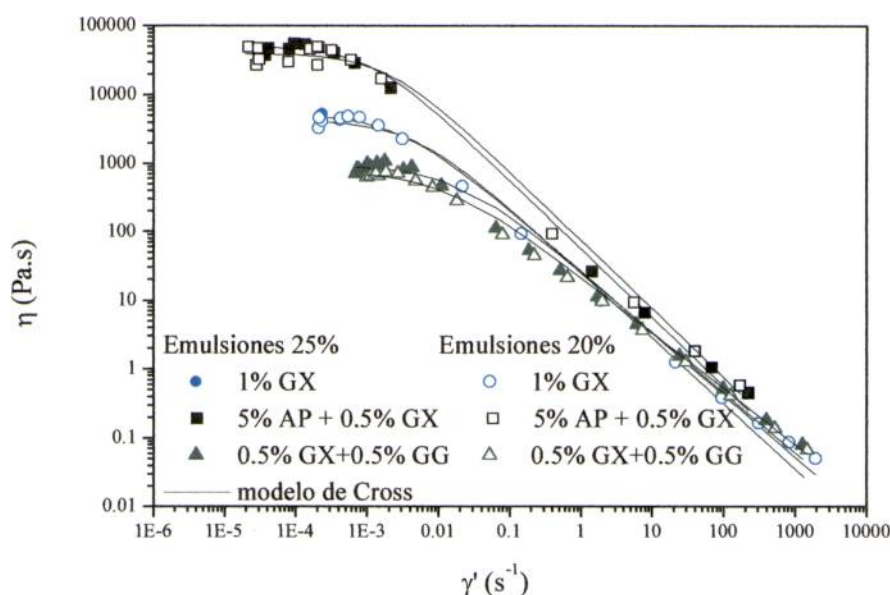 100000
10000
1000
100
10
1
0.1
0.01
η (Pa.s)
Emulsiones 25%
1% GX
5% AP + 0.5% GX
0.5% GX+0.5% GG
modelo de Cross
Emulsiones 20%
1% GX
5% AP + 0.5% GX
0.5% GX+0.5% GG
1E-6 1E-5 1E-4 1E-3 0.01 0.1 1 10 100 1000 10000
γ' (s⁻¹)